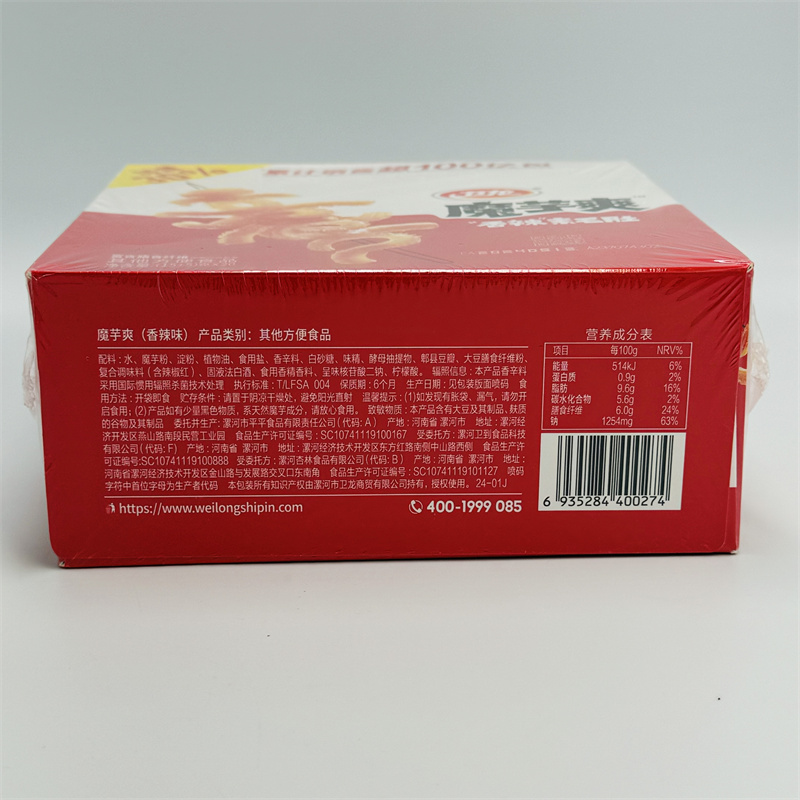 魔芋爽
魔芋爽（香辣味） 产品类别：其他方便食品
配料：水、魔芋粉、淀粉、植物油、食用盐、香辛料、白砂糖、味精、酵母抽提物、郫县豆瓣、大豆膳食纤维粉、
复合调味料（含辣椒红）、固液法白酒、食用香精香料、呈味核苷酸二钠、柠檬酸。 辐照信息：本产品香辛料
采用国际惯用辐照杀菌技术处理 执行标准：T/LFSA 004 保质期：6个月 生产日期：见包装版面喷码 食
用方法：开袋即食 贮存条件：请置于阴凉干燥处，避免阳光直射 温馨提示：(1)如发现有胀袋、漏气，请勿开
启食用；(2)产品有少量黑色物质，系天然魔芋成分，请放心食用。 致敏物质：本产品含有大豆及其制品、麸质
的谷物及其制品 委托并生产：漯河市平平食品有限责任公司(代码：A) 产地：河南省 漯河市 地址：漯河经
济开发区燕山路南段民营工业园 食品生产许可证编号：SC10741119100167 受委托方：漯河卫到食品科技
有限公司(代码：F) 产地：河南省 漯河市 地址：漯河经济技术开发区东方红路南侧中山路西侧 食品生产许
可证编号:SC10741119100888 受委托方：漯河杏林食品有限公司(代码：B) 产地：河南省 漯河市 地址：
河南省漯河经济技术开发区金山路与发展路交叉口东南角 食品生产许可证编号：SC10741119101127 喷码
字符中首位字母为生产者代码 本包装所有知识产权由漯河市卫龙商贸有限公司持有，授权使用。24-01J
https://www.weilongshipin.com 400-1999 085
营养成分表
项目 每100g NRV%
能量 514kJ 6%
蛋白质 0.9g 2%
脂肪 9.6g 16%
碳水化合物 5.6g 2%
膳食纤维 6.0g 24%
钠 1254mg 63%
6 935284 400274